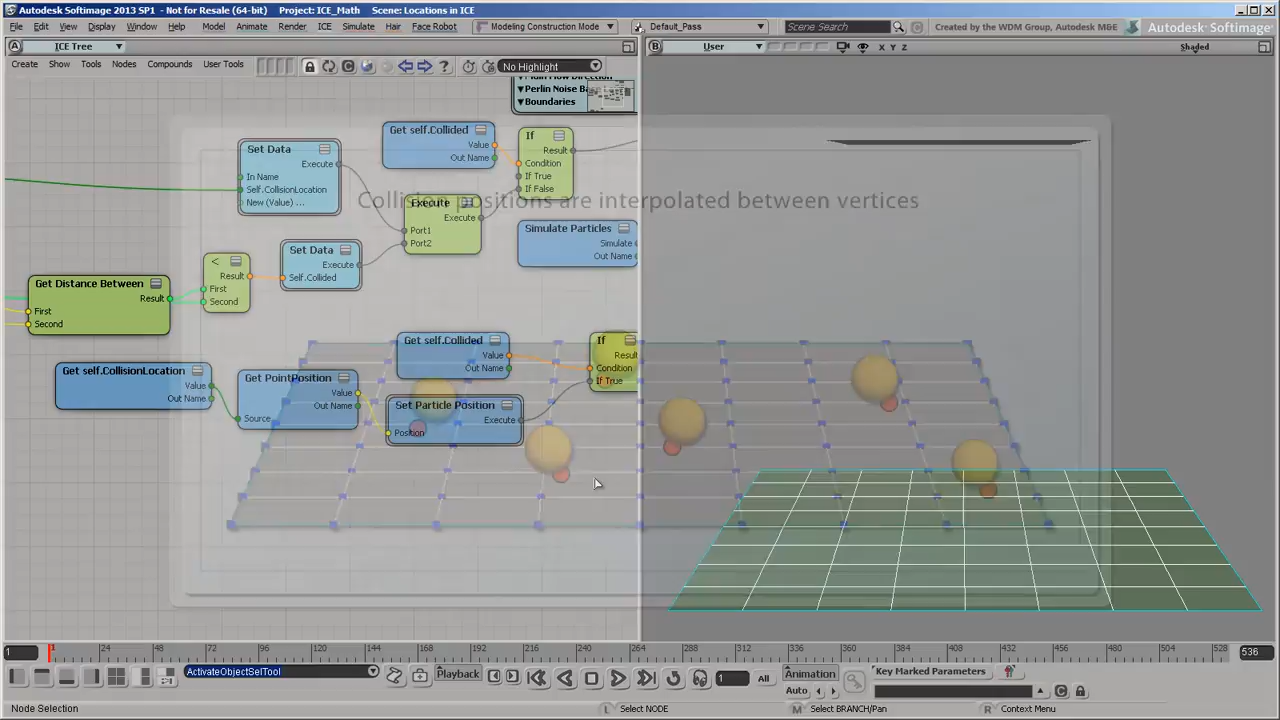 Autodesk Softimage 2013 SP1 - Not for Resale (64-bit) Project: ICE_Math Scene: Locations in ICE
File Edit View Display Window Help Model Animate Render ICE Simulate Hair Face Robot Modeling Construction Mode Default_Pass Scene Search Created by the WDM Group, Autodesk M&E Autodesk Softimage
A ICE Tree B User X Y Z Shaded
Create Show Tools Nodes Compounds User Tools No Highlight
Perlin Noise Ba
Boundaries
Get self.Collided
Value
Out Name
If
Result
Condition
If True
If False
Set Data
Execute
In Name
Self.CollisionLocation
New (Value) ...
Collision positions are interpolated between vertices
Execute
Execute
Port1
Port2
Simulate Particles
Simulate
Out Name
Set Data
Execute
Self.Collided
<
Result
First
Second
Get Distance Between
Result
First
Second
Get self.Collided
Value
Out Name
If
Result
Condition
If True
Get self.CollisionLocation
Value
Out Name
Get PointPosition
Value
Out Name
Source
Set Particle Position
Execute
Position
1 1 24 48 72 96 120 144 168 192 216 240 264 288 312 336 360 384 408 432 456 480 504 528 536
ActivateObjectSelTool Playback 1 All Animation Key Marked Parameters
Auto
Node Selection L Select NODE M Select BRANCH/Pan R Context Menu